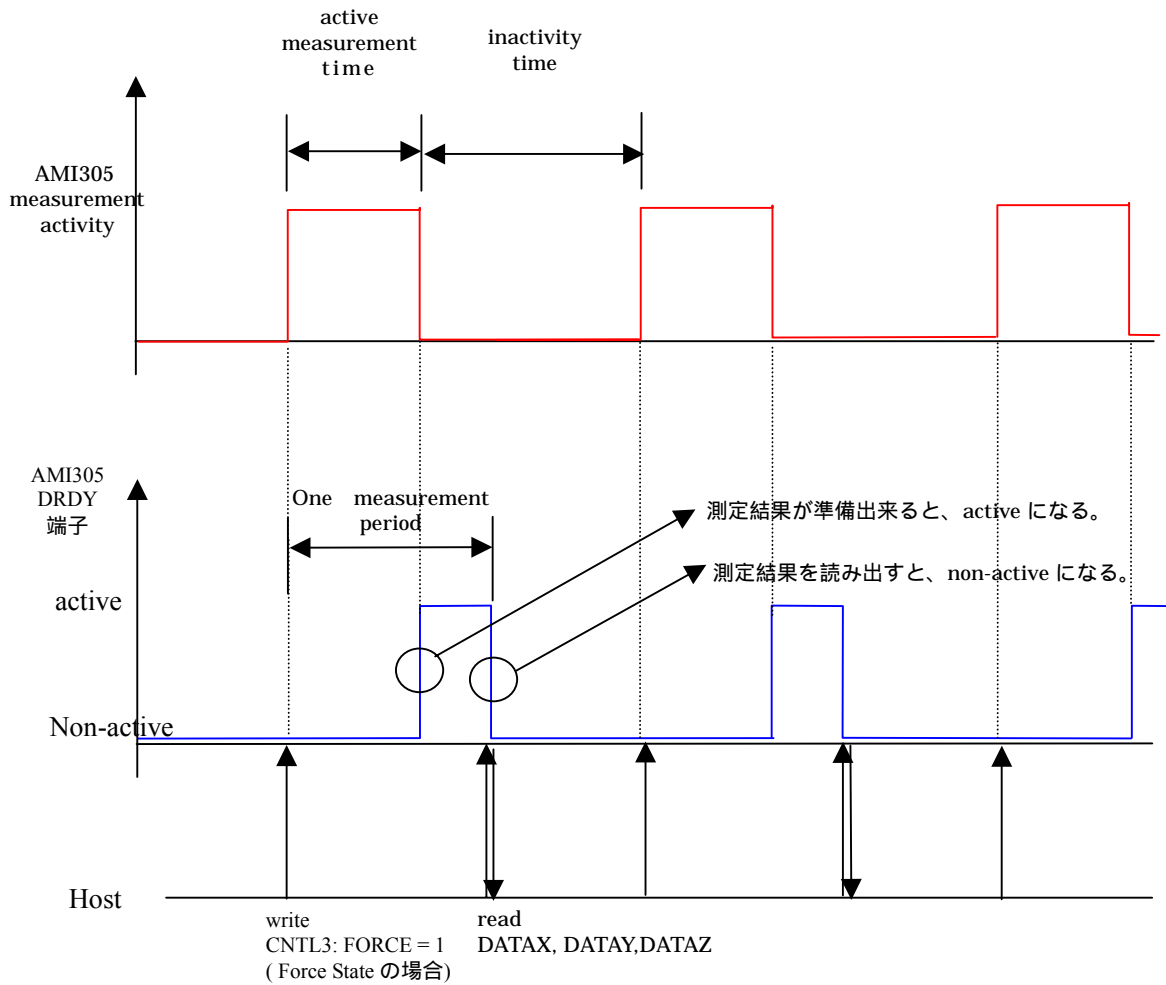 active
measurement
time
inactivity
time
AMI305
measurement
activity
AMI305
DRDY
端子
One measurement
period
測定結果が準備出来ると、active になる。
測定結果を読み出すと、non-active になる。
active
Non-active
Host
write
CNTL3: FORCE = 1
( Force State の場合)
read
DATAX, DATAY,DATAZ